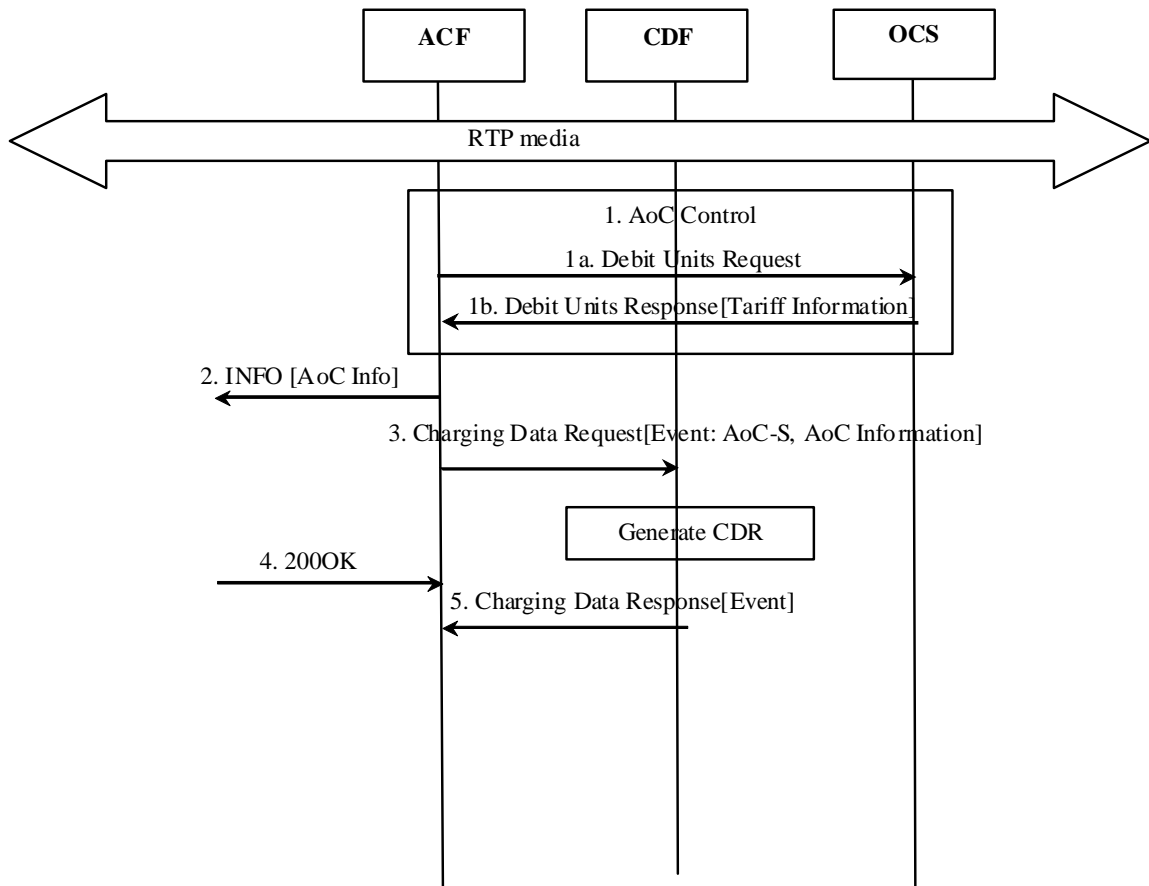 ACF
CDF
OCS
RTP media
1. AoC Control
1a. Debit Units Request
1b. Debit Units Response[Tariff Information]
2. INFO [AoC Info]
3. Charging Data Request[Event: AoC-S, AoC Information]
Generate CDR
4. 200OK
5. Charging Data Response[Event]